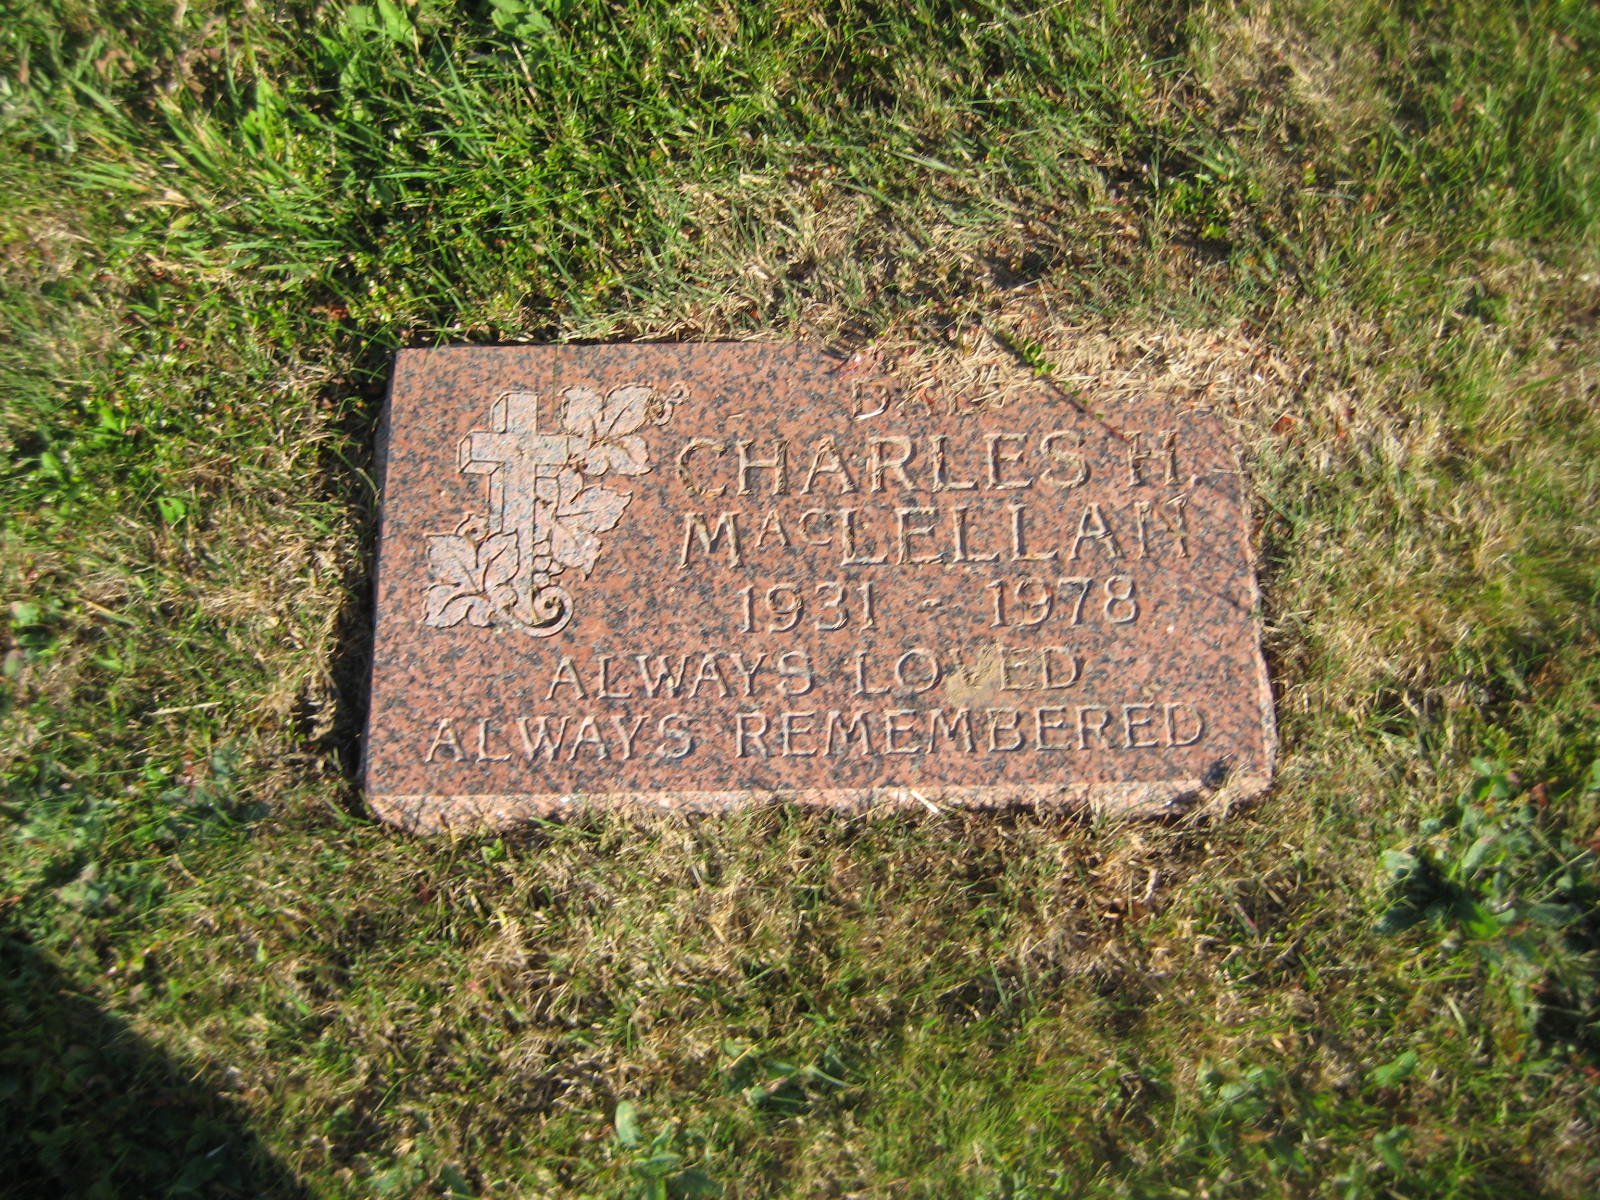 CHARLES H.
MACLELLAN
1931 - 1978
ALWAYS LOVED
ALWAYS REMEMBERED